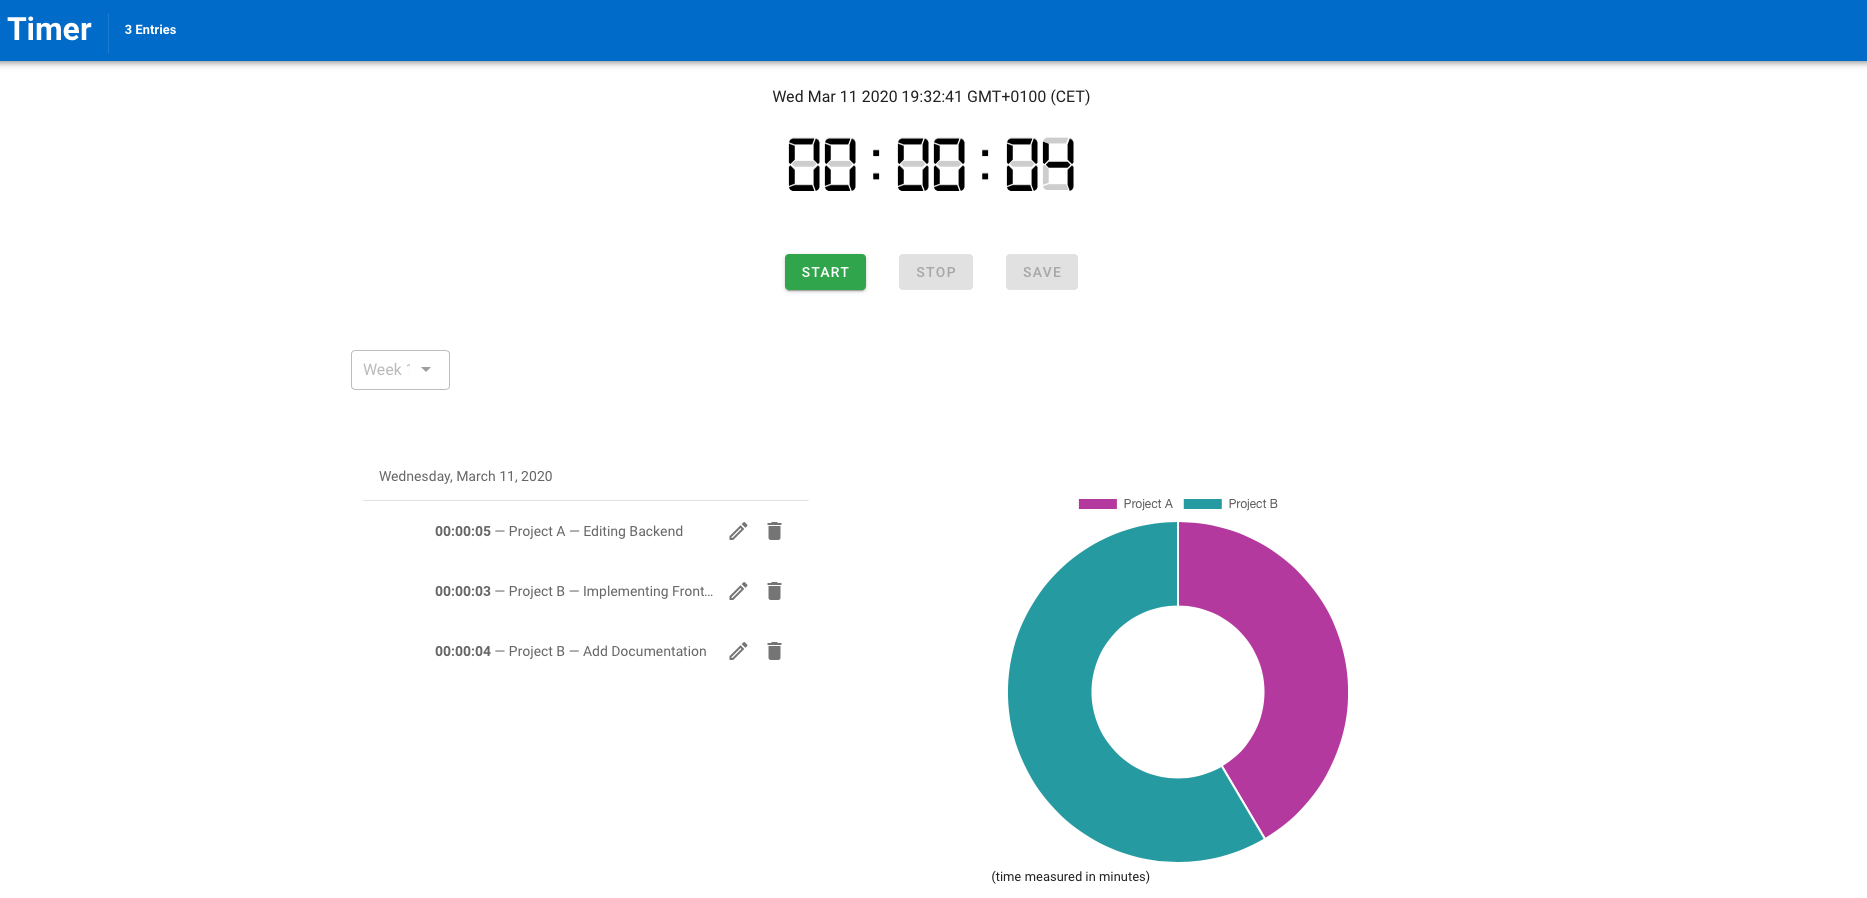 Timer
3 Entries
Wed Mar 11 2020 19:32:41 GMT+0100 (CET)
00:00:04
START STOP SAVE
Week
Wednesday, March 11, 2020
00:00:05 — Project A — Editing Backend
00:00:03 — Project B — Implementing Front...
00:00:04 — Project B — Add Documentation
Project A Project B
(time measured in minutes)